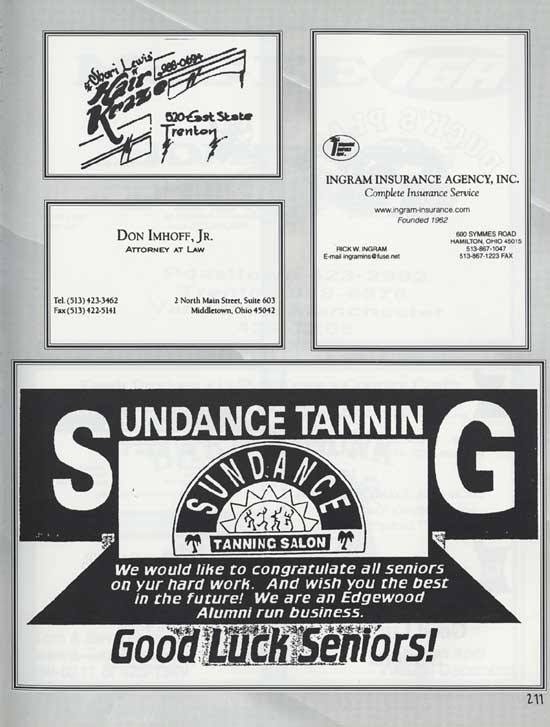 Shari Lewis'
Hair
Kraze
988-0694
520 East State
Trenton
INGRAM INSURANCE AGENCY, INC.
Complete Insurance Service
www.ingram-insurance.com
Founded 1962
600 SYMMES ROAD
HAMILTON, OHIO 45015
RICK W. INGRAM 513-867-1047
E-mail ingramins@fuse.net 513-867-1223 FAX
DON IMHOFF, JR.
ATTORNEY AT LAW
Tel. (513) 423-3462 2 North Main Street, Suite 603
Fax (513) 422-5141 Middletown, Ohio 45042
SUNDANCE TANNING
SUNDANCE
TANNING SALON
We would like to congratulate all seniors
on yur hard work. And wish you the best
in the future! We are an Edgewood
Alumni run business.
Good Luck Seniors!
211